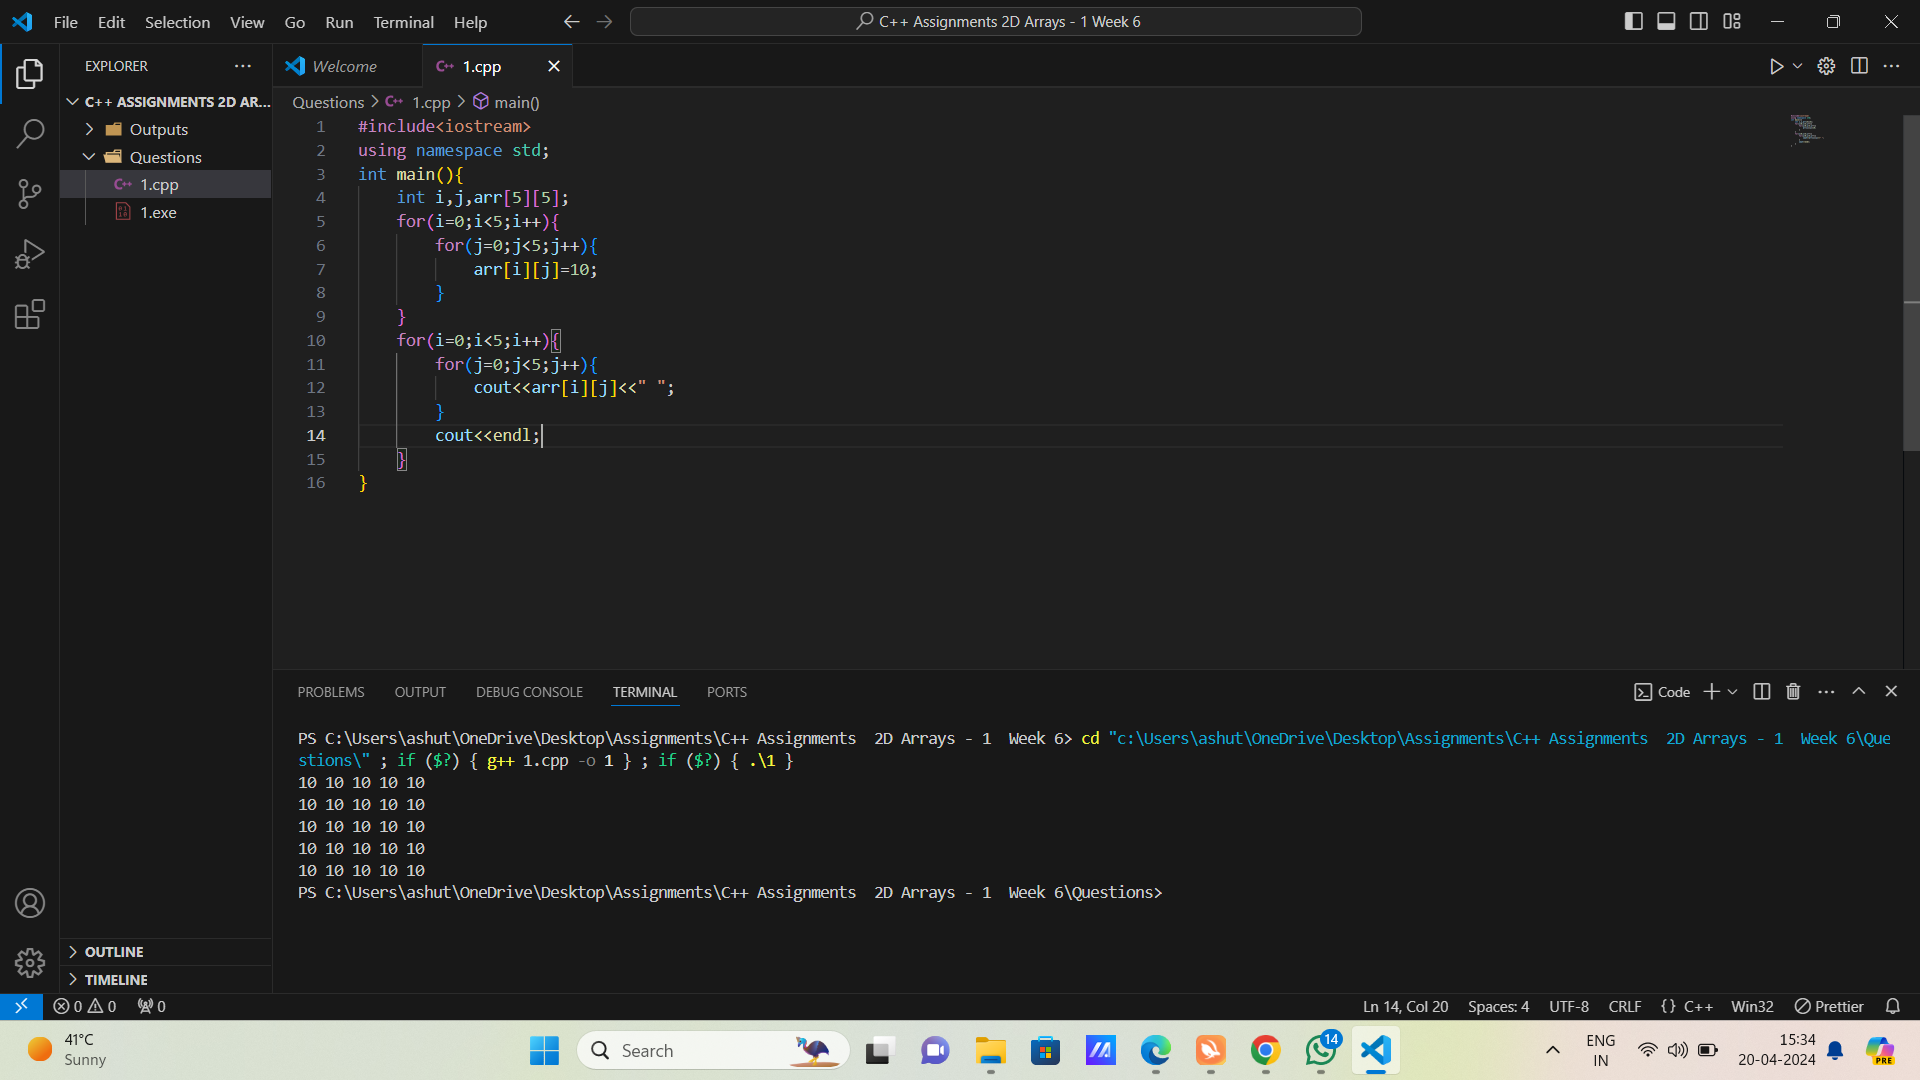 File Edit Selection View Go Run Terminal Help
C++ Assignments 2D Arrays - 1 Week 6
EXPLORER
Welcome
C++ 1.cpp
C++ ASSIGNMENTS 2D AR...
Outputs
Questions
C++ 1.cpp
1.exe
Questions > C++ 1.cpp > main()
1 #include<iostream>
2 using namespace std;
3 int main(){
4 int i,j,arr[5][5];
5 for(i=0;i<5;i++){
6 for(j=0;j<5;j++){
7 arr[i][j]=10;
8 }
9 }
10 for(i=0;i<5;i++){
11 for(j=0;j<5;j++){
12 cout<<arr[i][j]<<" ";
13 }
14 cout<<endl;
15 }
16 }
PROBLEMS OUTPUT DEBUG CONSOLE TERMINAL PORTS
Code
PS C:\Users\ashut\OneDrive\Desktop\Assignments\C++ Assignments  2D Arrays - 1  Week 6> cd "c:\Users\ashut\OneDrive\Desktop\Assignments\C++ Assignments  2D Arrays - 1  Week 6\Que
stions\" ; if ($?) { g++ 1.cpp -o 1 } ; if ($?) { .\1 }
10 10 10 10 10
10 10 10 10 10
10 10 10 10 10
10 10 10 10 10
10 10 10 10 10
PS C:\Users\ashut\OneDrive\Desktop\Assignments\C++ Assignments  2D Arrays - 1  Week 6\Questions>
OUTLINE
TIMELINE
0 0 0
Ln 14, Col 20 Spaces: 4 UTF-8 CRLF {} C++ Win32 Prettier
41°C
Sunny
Search
14
ENG
IN
15:34
20-04-2024
PRE